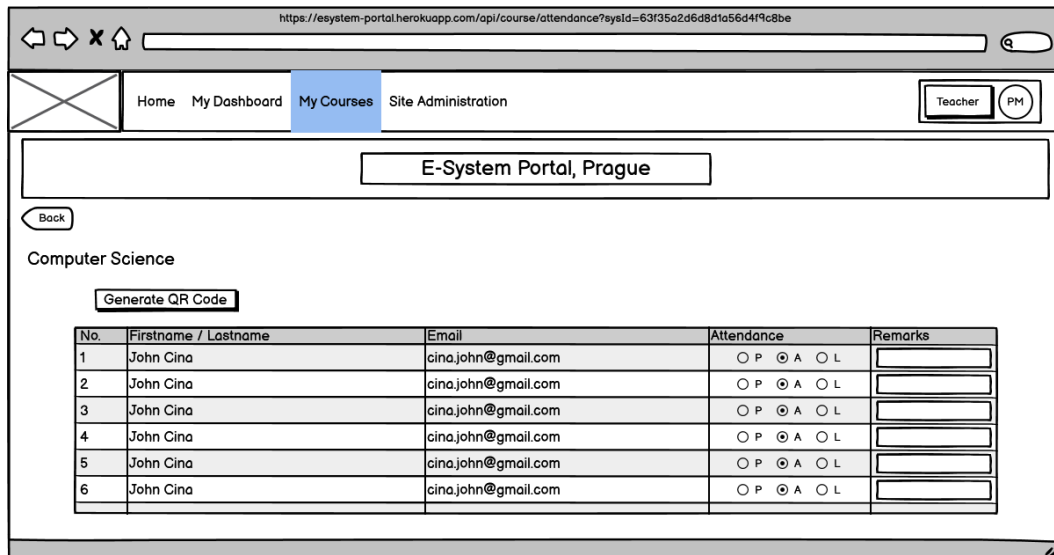 https://esystem-portal.herokuapp.com/api/course/attendance?sysId=63f35a2d6d8d1a56d4f9c8be
Home My Dashboard My Courses Site Administration Teacher PM
E-System Portal, Prague
Back
Computer Science
Generate QR Code
No. Firstname / Lastname Email Attendance Remarks
1 John Cina cina.john@gmail.com P A L
2 John Cina cina.john@gmail.com P A L
3 John Cina cina.john@gmail.com P A L
4 John Cina cina.john@gmail.com P A L
5 John Cina cina.john@gmail.com P A L
6 John Cina cina.john@gmail.com P A L